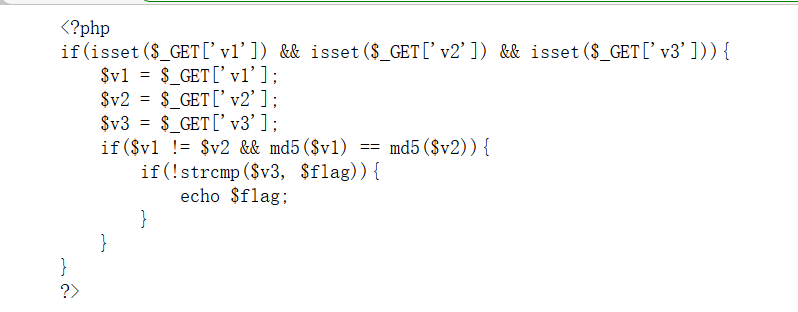 <?php
if(isset($_GET['v1']) && isset($_GET['v2']) && isset($_GET['v3'])){
    $v1 = $_GET['v1'];
    $v2 = $_GET['v2'];
    $v3 = $_GET['v3'];
    if($v1 != $v2 && md5($v1) == md5($v2)){
        if(!strcmp($v3, $flag)){
            echo $flag;
        }
    }
}
?>